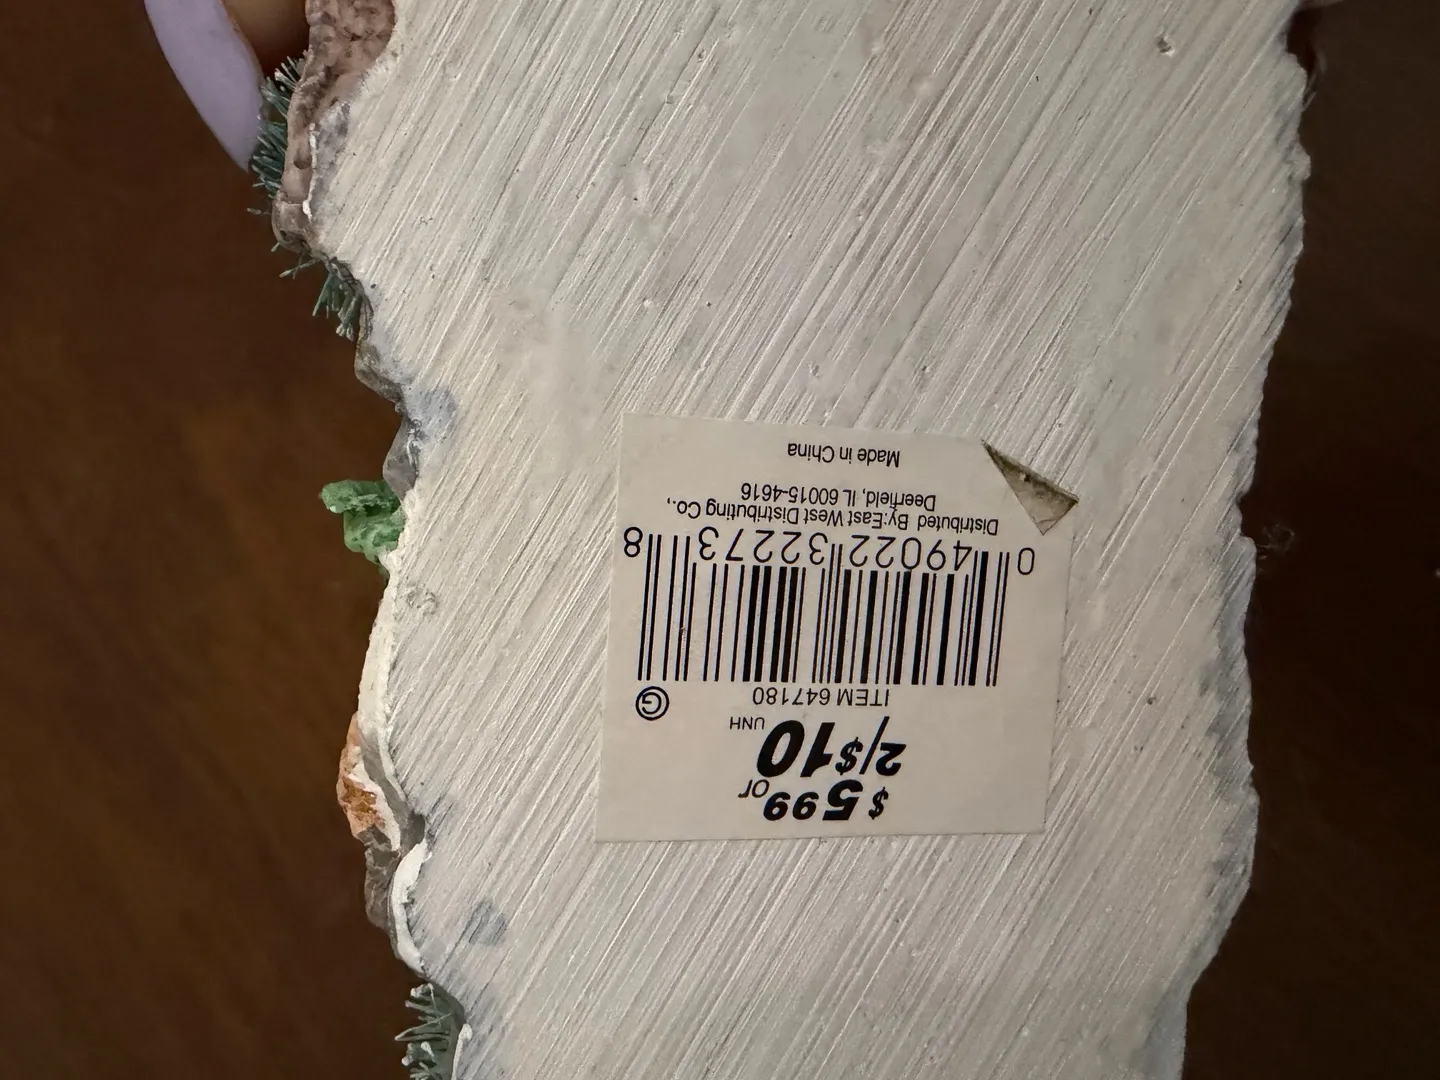 $5.99 or
2/$10 UNH
ITEM 647180 G
0 49022 32273 8
Distributed By:East West Distributing Co.,
Deerfield, IL 60015-4616
Made in China